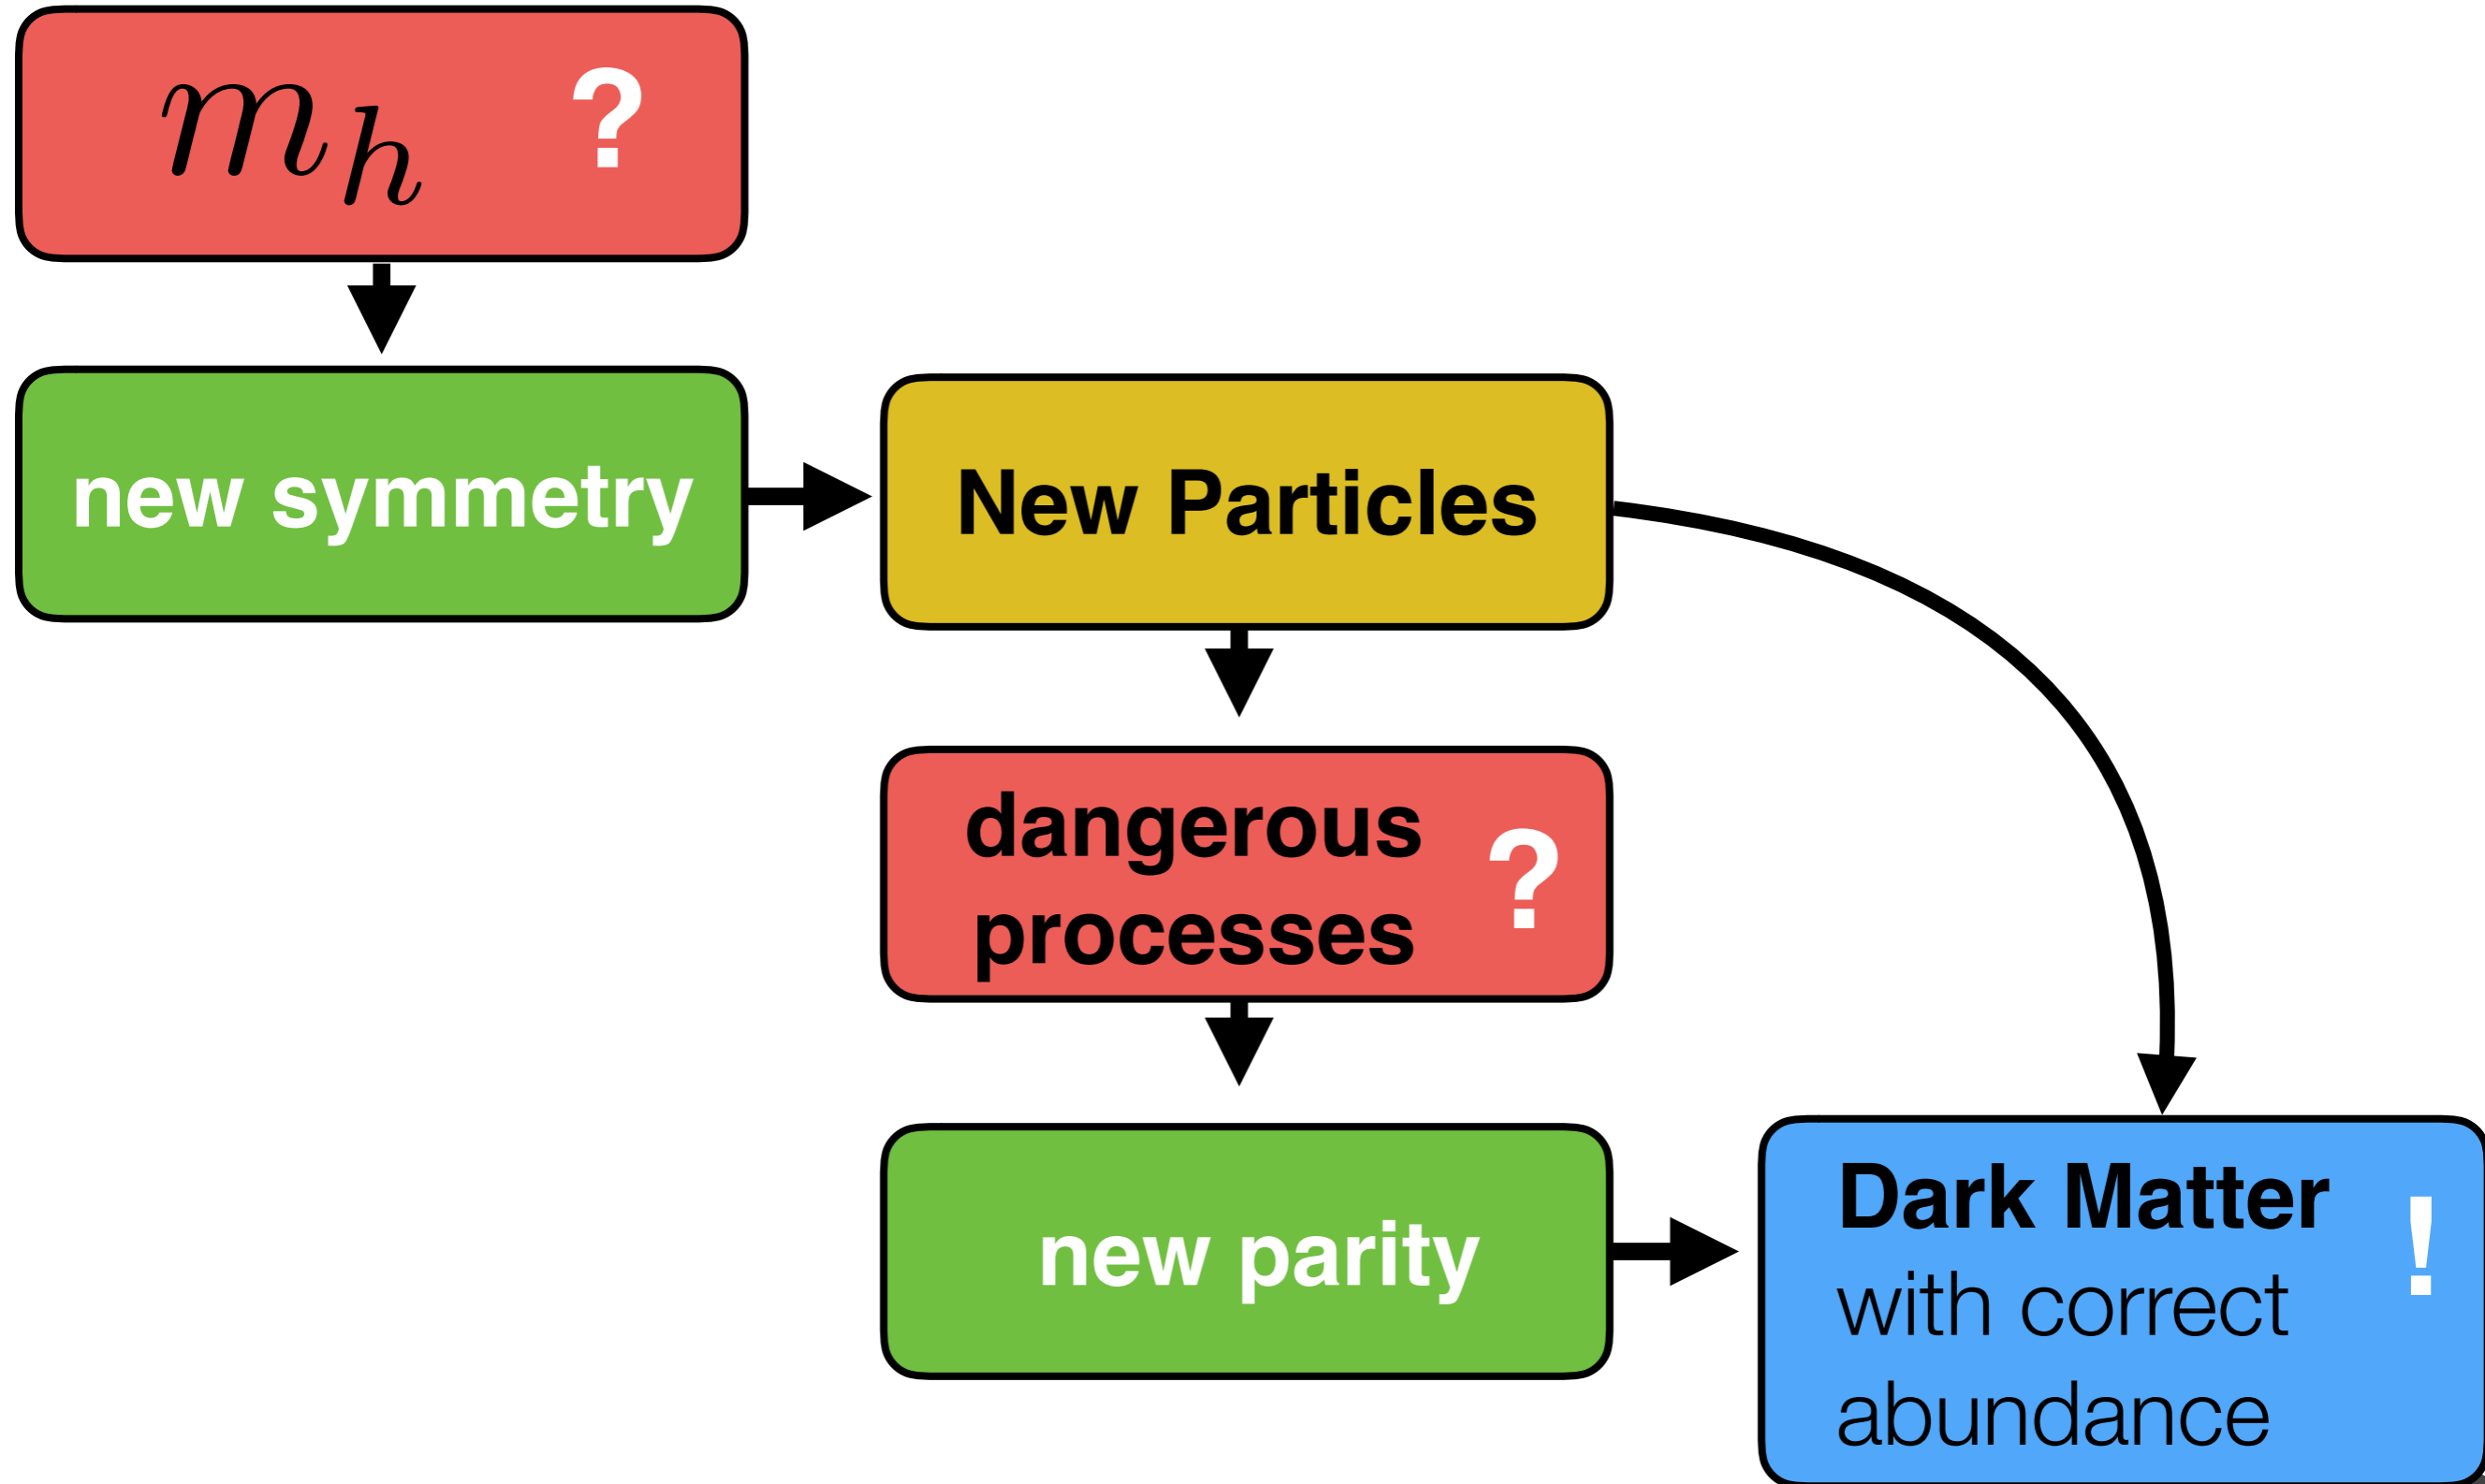 m_h ?
new symmetry
New Particles
dangerous
processes
?
new parity
Dark Matter
with correct
abundance
!